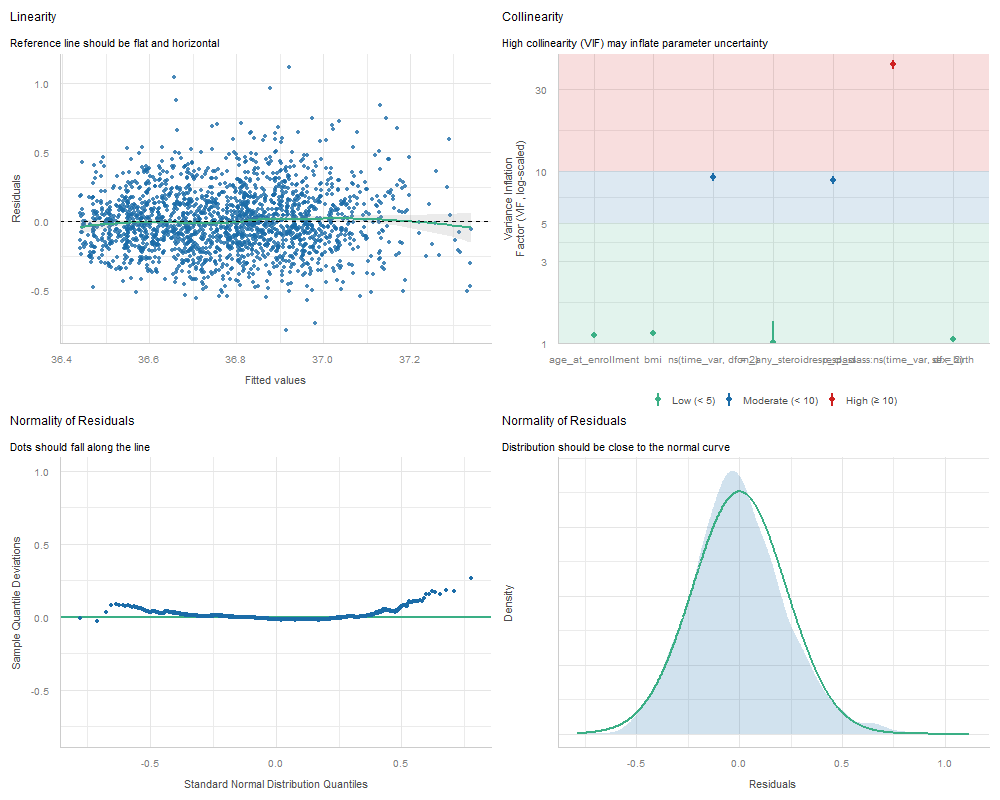 Linearity
Reference line should be flat and horizontal
1.0
0.5
0.0
-0.5
Residuals
36.4
36.6
36.8
37.0
37.2
Fitted values
Collinearity
High collinearity (VIF) may inflate parameter uncertainty
30
10
5
3
1
Variance Inflation
Factor (VIF, log-scaled)
age_at_enrollment
bmi
ns(time_var, df = 2)
Low (< 5)
Moderate (< 10)
High (≥ 10)
Normality of Residuals
Dots should fall along the line
1.0
0.5
0.0
-0.5
Sample Quantile Deviations
-0.5
0.0
0.5
Standard Normal Distribution Quantiles
Normality of Residuals
Distribution should be close to the normal curve
Density
-0.5
0.0
0.5
1.0
Residuals